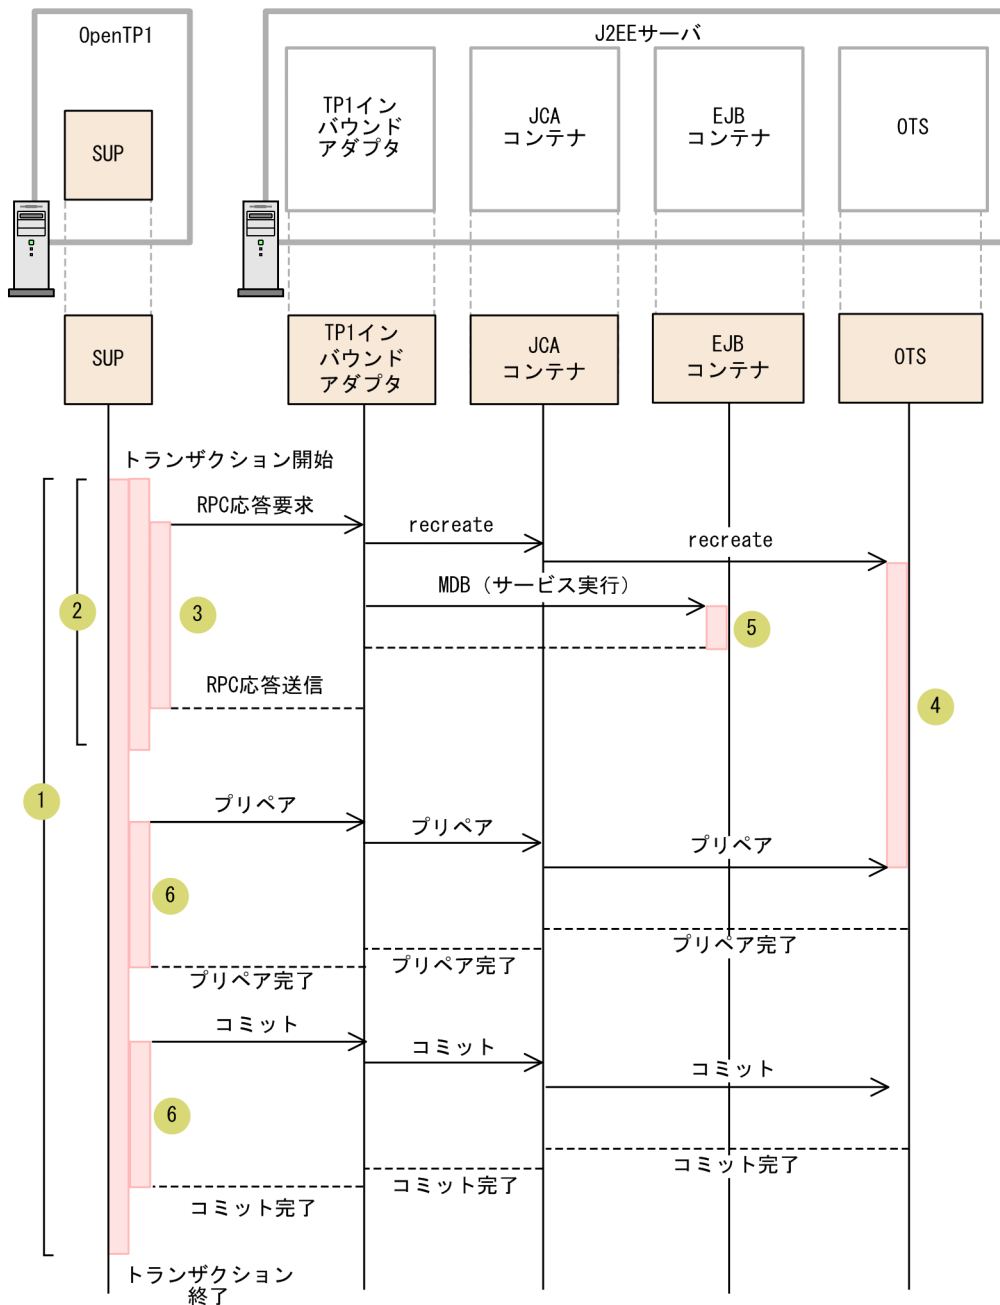 OpenTP1
J2EEサーバ
SUP
TP1イン
バウンド
アダプタ
JCA
コンテナ
EJB
コンテナ
OTS
SUP
TP1イン
バウンド
アダプタ
JCA
コンテナ
EJB
コンテナ
OTS
トランザクション開始
RPC応答要求
recreate
recreate
MDB（サービス実行）
2
3
5
RPC応答送信
4
1
プリペア
プリペア
プリペア
6
プリペア完了
プリペア完了
プリペア完了
コミット
コミット
コミット
6
コミット完了
コミット完了
コミット完了
トランザクション
終了